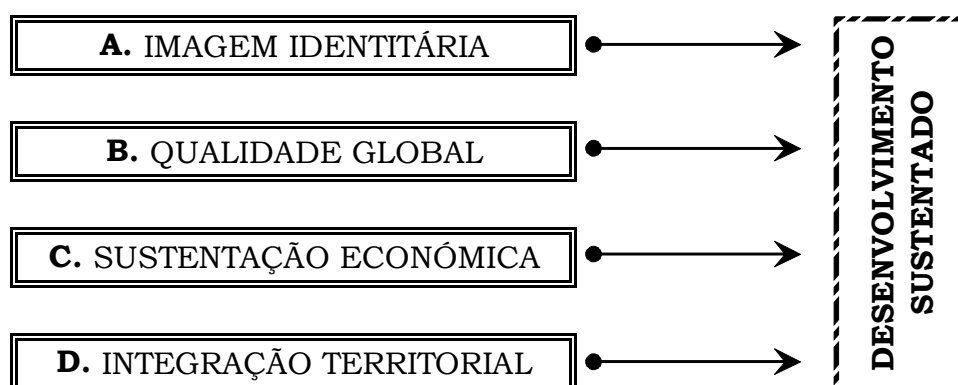 A. IMAGEM IDENTITÁRIA
B. QUALIDADE GLOBAL
C. SUSTENTAÇÃO ECONÓMICA
D. INTEGRAÇÃO TERRITORIAL
DESENVOLVIMENTO
SUSTENTADO